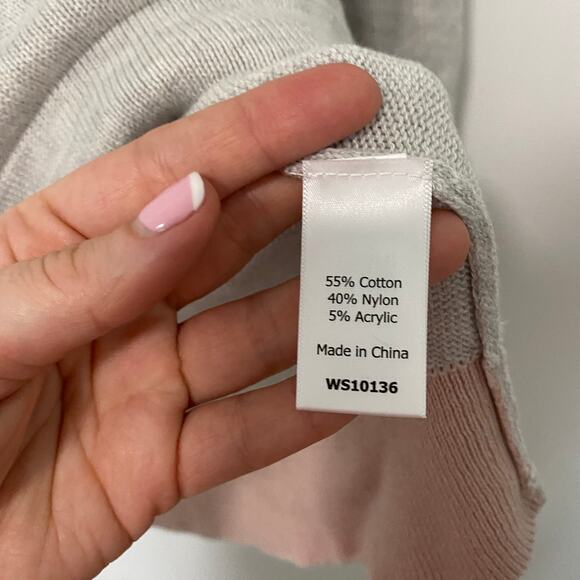 55% Cotton
40% Nylon
5% Acrylic
Made in China
WS10136